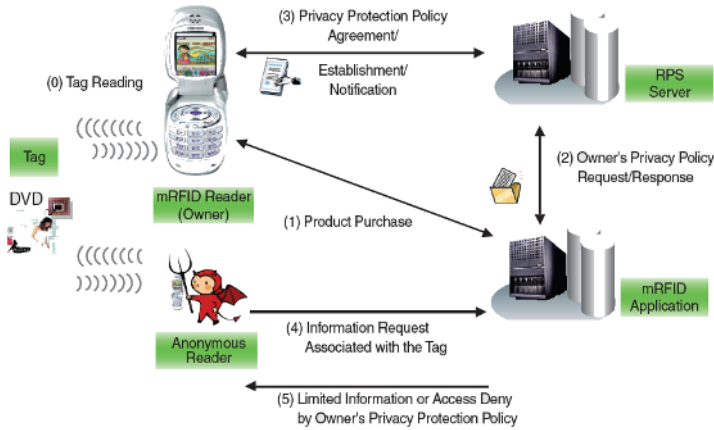 (3) Privacy Protection Policy
Agreement/
Establishment/
Notification
(0) Tag Reading
RPS
Server
Tag
DVD
mRFID Reader
(Owner)
(2) Owner's Privacy Policy
Request/Response
(1) Product Purchase
mRFID
Application
Anonymous
Reader
(4) Information Request
Associated with the Tag
(5) Limited Information or Access Deny
by Owner's Privacy Protection Policy